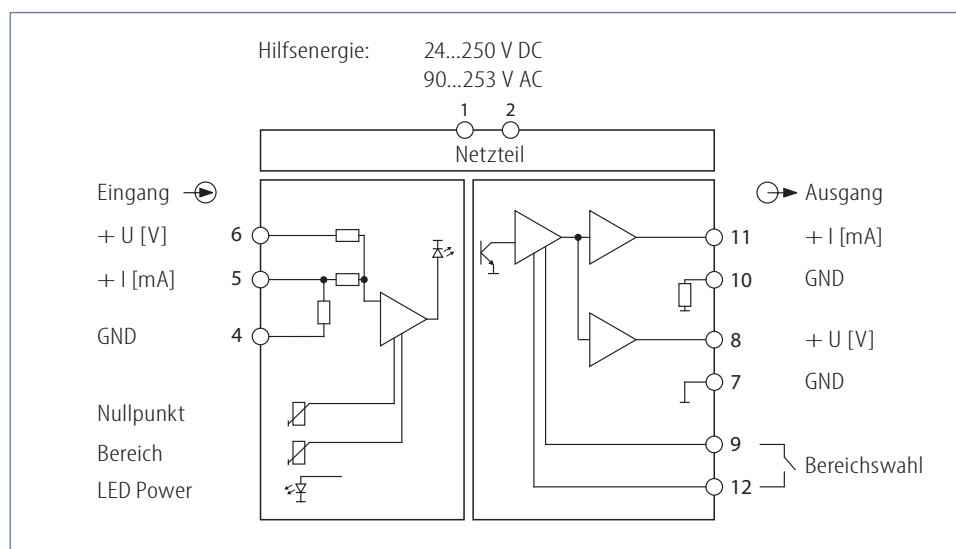 Hilfsenergie: 24...250 V DC
90...253 V AC
1 2
Netzteil
Eingang Ausgang
+ U [V] 6 11 + I [mA]
+ I [mA] 5 10 GND
GND 4 8 + U [V]
7 GND
Nullpunkt
9
Bereich Bereichswahl
LED Power 12